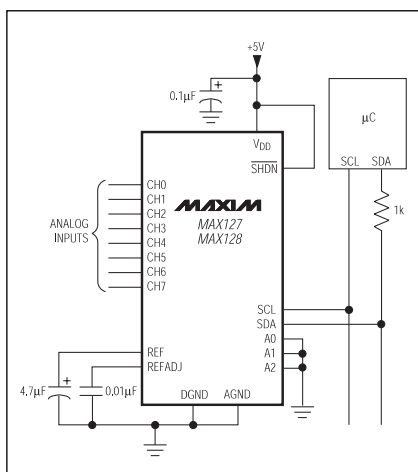 +5V
+
0.1µF
µC
SCL SDA
VDD
SHDN
1k
ANALOG
INPUTS
CH0
CH1
CH2
CH3
CH4
CH5
CH6
CH7
MAXIM
MAX127
MAX128
SCL
SDA
A0
A1
A2
REF
REFADJ
+
4.7µF
0.01µF
DGND AGND